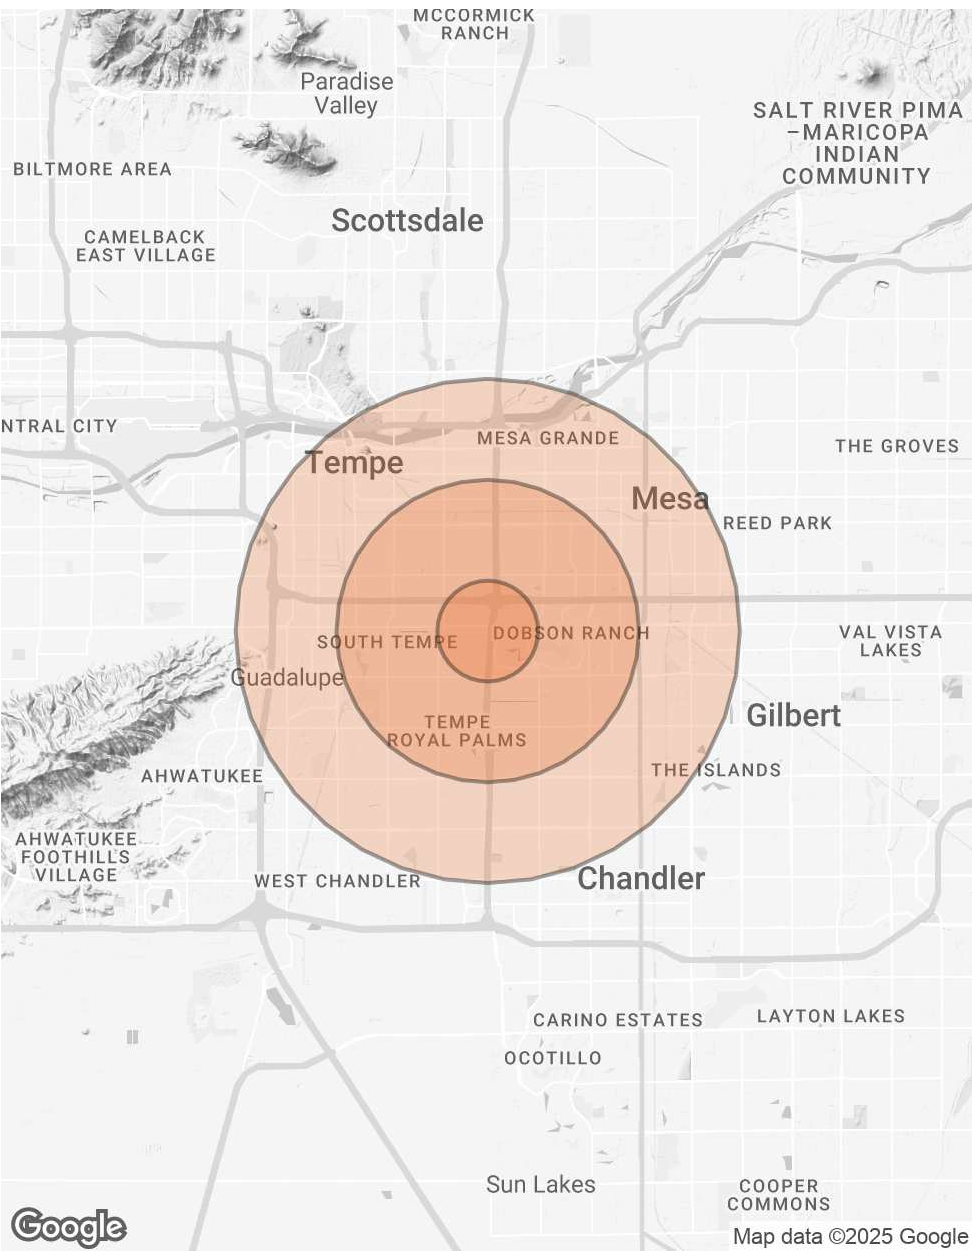 MCCORMICK
RANCH
Paradise
Valley
SALT RIVER PIMA
–MARICOPA
INDIAN
COMMUNITY
BILTMORE AREA
Scottsdale
CAMELBACK
EAST VILLAGE
NTRAL CITY
MESA GRANDE
THE GROVES
Tempe
Mesa
REED PARK
SOUTH TEMPE
DOBSON RANCH
VAL VISTA
LAKES
Guadalupe
TEMPE
ROYAL PALMS
Gilbert
AHWATUKEE
THE ISLANDS
AHWATUKEE
FOOTHILLS
VILLAGE
WEST CHANDLER
Chandler
CARINO ESTATES
LAYTON LAKES
OCOTILLO
Sun Lakes
COOPER
COMMONS
Google
Map data ©2025 Google